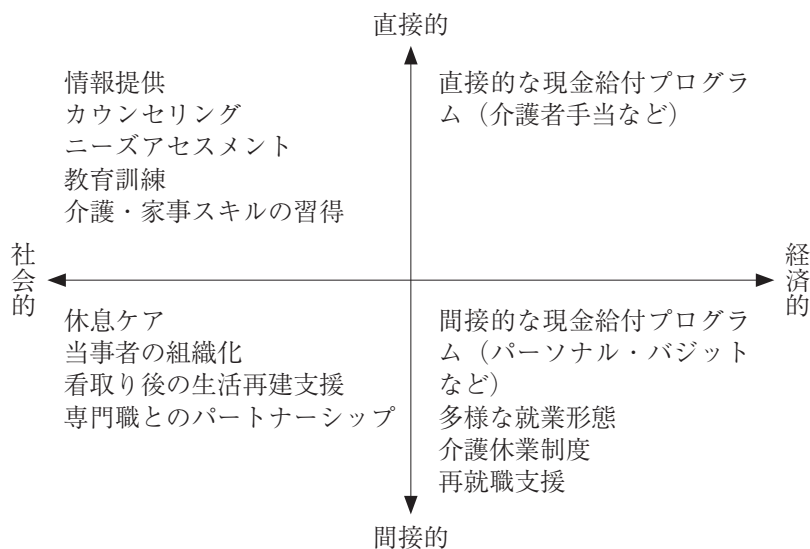 直接的
情報提供
カウンセリング
ニーズアセスメント
教育訓練
介護・家事スキルの習得
直接的な現金給付プログラ
ム（介護者手当など）
社会的
経済的
休息ケア
当事者の組織化
看取り後の生活再建支援
専門職とのパートナーシップ
間接的な現金給付プログラ
ム（パーソナル・バジット
など）
多様な就業形態
介護休業制度
再就職支援
間接的